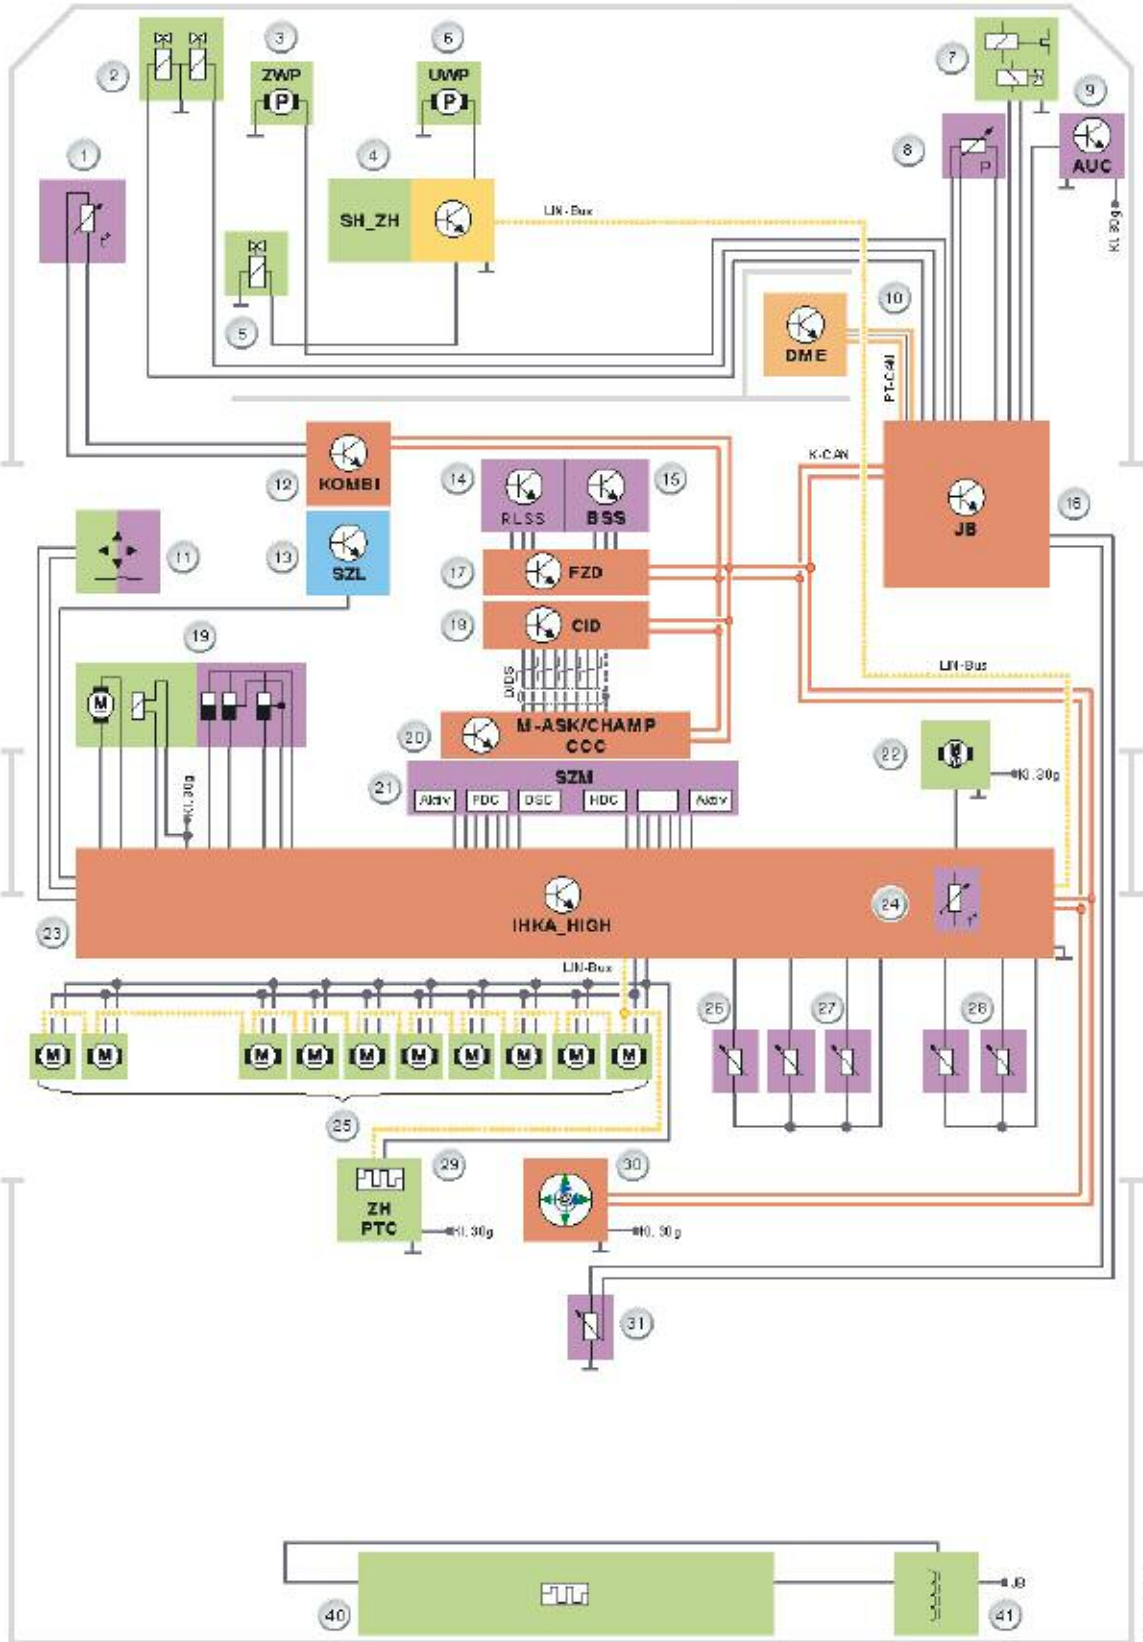 2
3
ZWP
P
6
UWP
P
7
9
AUC
Kl. 30g
8
P
1
t°
4
SH_ZH
LIN-Bus
5
10
DME
PT-CAN
12
KOMBI
14
RLSS
15
BSS
K-CAN
16
JB
11
13
SZL
17
FZD
18
CID
19
DIDS
LIN-Bus
20
M-ASK/CHAMP
CCC
21
SZM
Aktiv
PDC
DSC
HDC
Aktiv
22
M
Kl. 30g
M
Kl. 30g
23
IHKA_HIGH
24
t°
LIN-Bus
M
M
M
M
M
M
M
M
M
M
25
26
27
28
29
ZH
PTC
Kl. 30g
30
Kl. 30g
31
40
41
JB